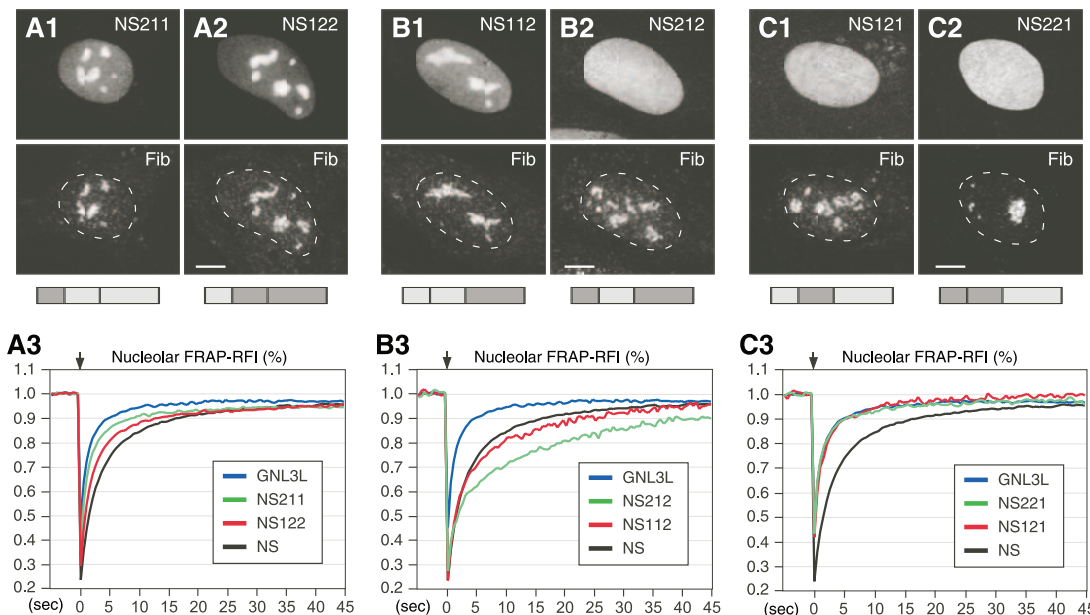 A1 NS211
A2 NS122
B1 NS112
B2 NS212
C1 NS121
C2 NS221
Fib
Fib
Fib
Fib
Fib
Fib
A3
Nucleolar FRAP-RFI (%)
1.1
1.0
0.9
0.8
0.7
0.6
0.5
0.4
0.3
0.2
GNL3L
NS211
NS122
NS
(sec) 0 5 10 15 20 25 30 35 40 45
B3
Nucleolar FRAP-RFI (%)
1.1
1.0
0.9
0.8
0.7
0.6
0.5
0.4
0.3
0.2
GNL3L
NS212
NS112
NS
(sec) 0 5 10 15 20 25 30 35 40 45
C3
Nucleolar FRAP-RFI (%)
1.1
1.0
0.9
0.8
0.7
0.6
0.5
0.4
0.3
0.2
GNL3L
NS221
NS121
NS
(sec) 0 5 10 15 20 25 30 35 40 45